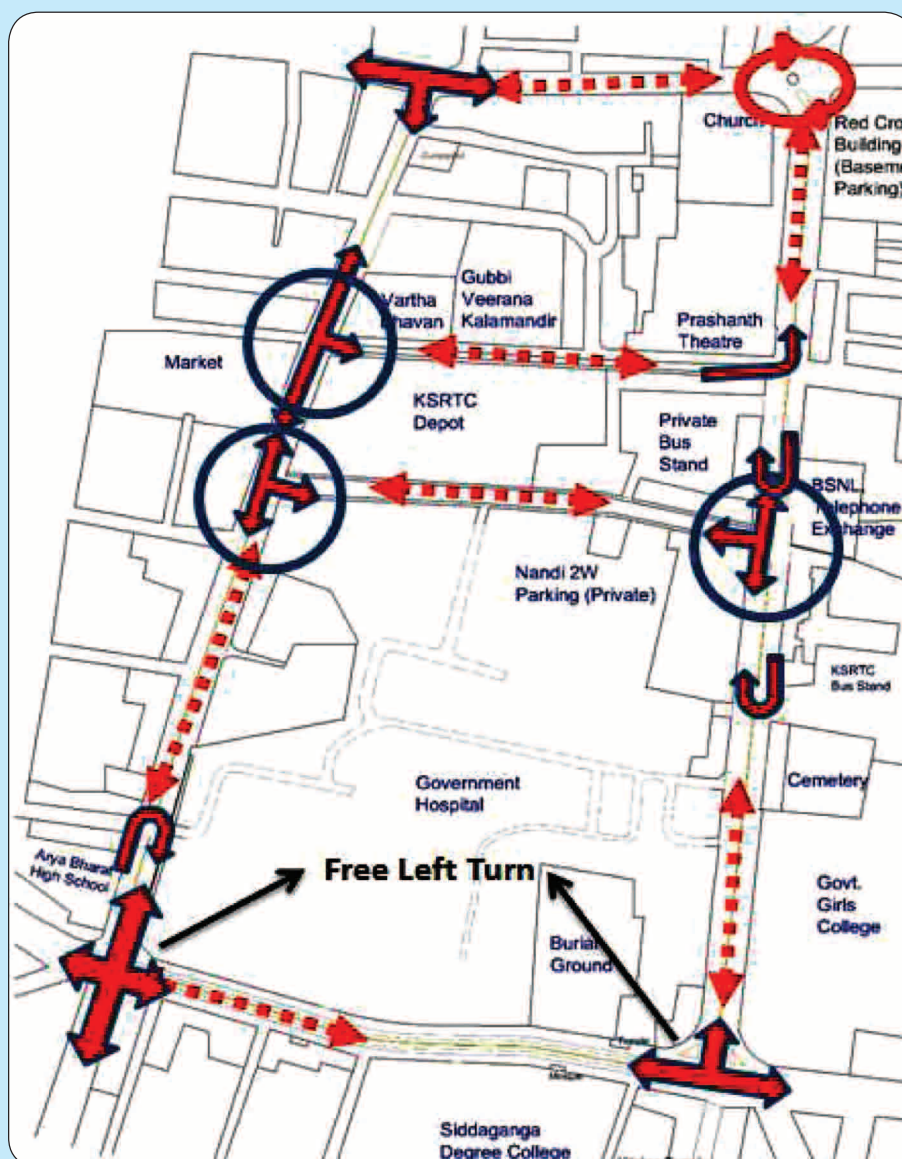 Church
Red Cro
Building
(Baseme
Parking)
Vartha
Bhavan
Gubbi
Veerana
Kalamandir
Prashanth
Theatre
Market
KSRTC
Depot
Private
Bus
Stand
BSNL
Telephone
Exchange
Nandi 2W
Parking (Private)
KSRTC
Bus Stand
Cemetery
Government
Hospital
Arya Bharat
High School
Free Left Turn
Govt.
Girls
College
Burial
Ground
Siddaganga
Degree College